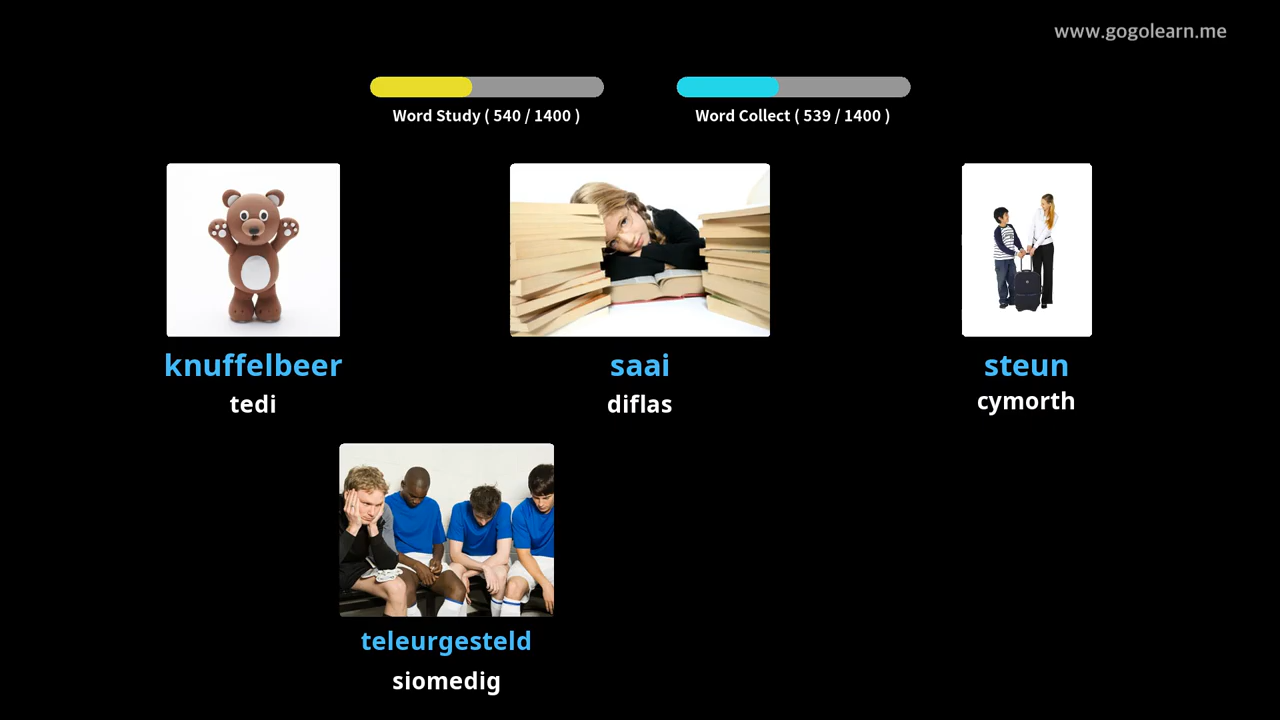 www.gogolearn.me
Word Study ( 540 / 1400 )
Word Collect ( 539 / 1400 )
knuffelbeer
tedi
saai
diflas
steun
cymorth
teleurgesteld
siomedig